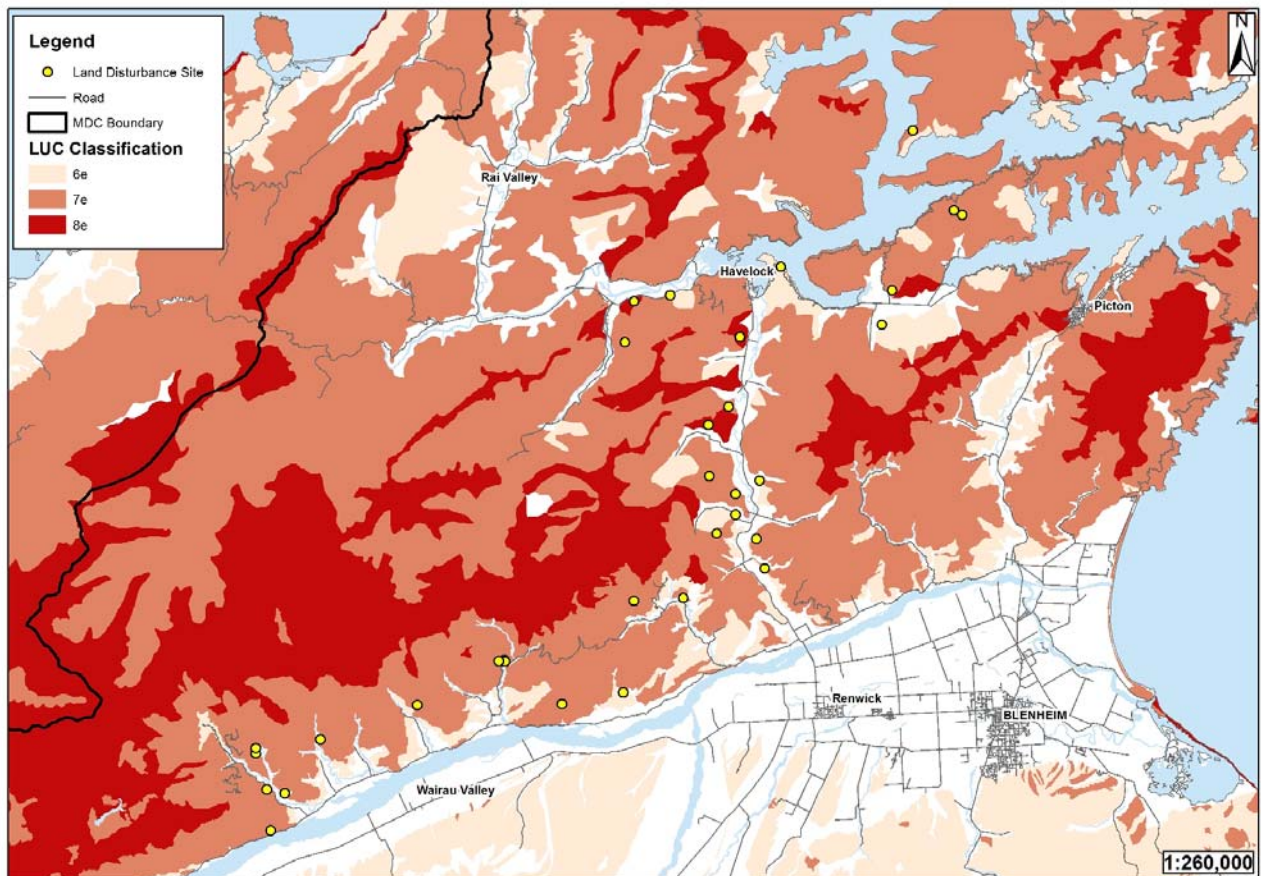 Legend
Land Disturbance Site
Road
MDC Boundary
LUC Classification
6e
7e
8e
N
Rai Valley
Havelock
Picton
Renwick
BLENHEIM
Wairau Valley
1:260,000